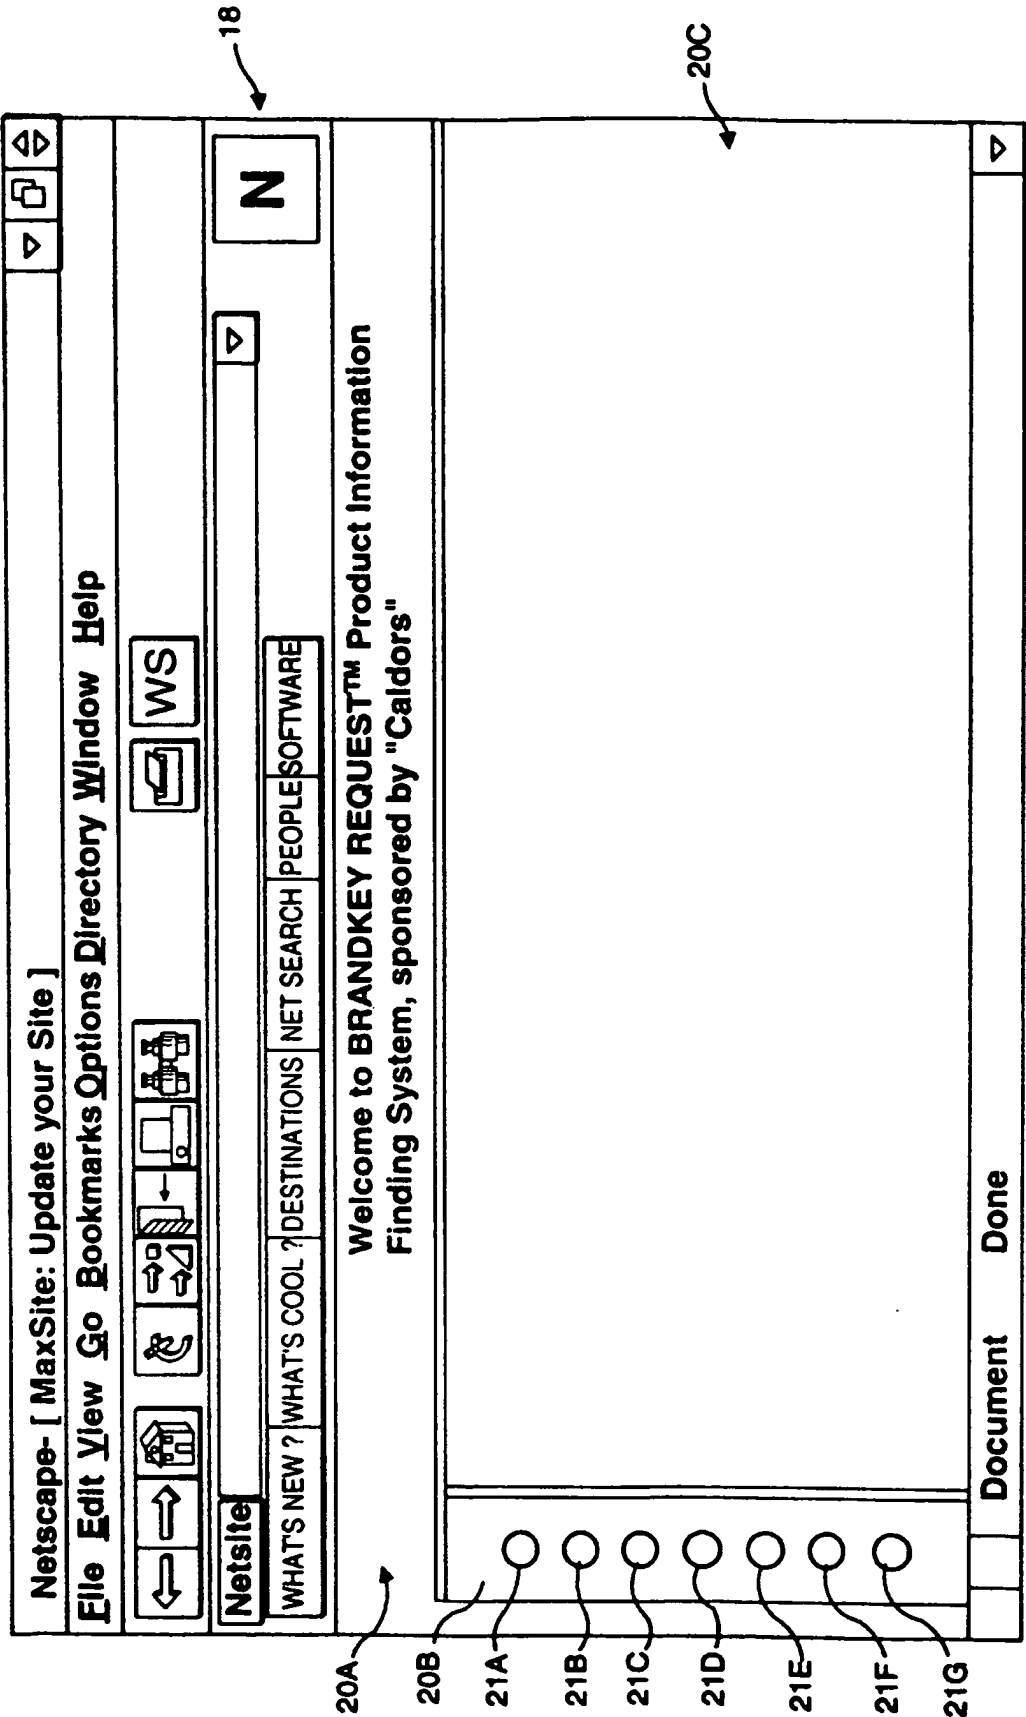 Netscape- [ MaxSite: Update your Site ]
File Edit View Go Bookmarks Options Directory Window Help
WS
Netsite
N
18
WHAT'S NEW ? WHAT'S COOL ? DESTINATIONS NET SEARCH PEOPLE SOFTWARE
Welcome to BRANDKEY REQUEST™ Product Information
Finding System, sponsored by "Caldors"
20A
20B
21A
21B
21C
21D
21E
21F
21G
20C
Document Done